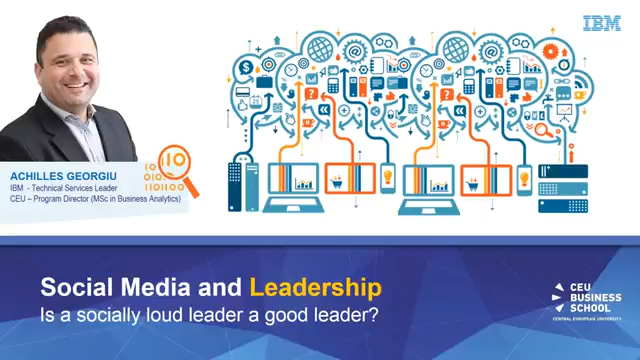 IBM
ACHILLES GEORGIU
IBM - Technical Services Leader
CEU – Program Director (MSc in Business Analytics)
Social Media and Leadership
Is a socially loud leader a good leader?
CEU
BUSINESS
SCHOOL
CENTRAL EUROPEAN UNIVERSITY